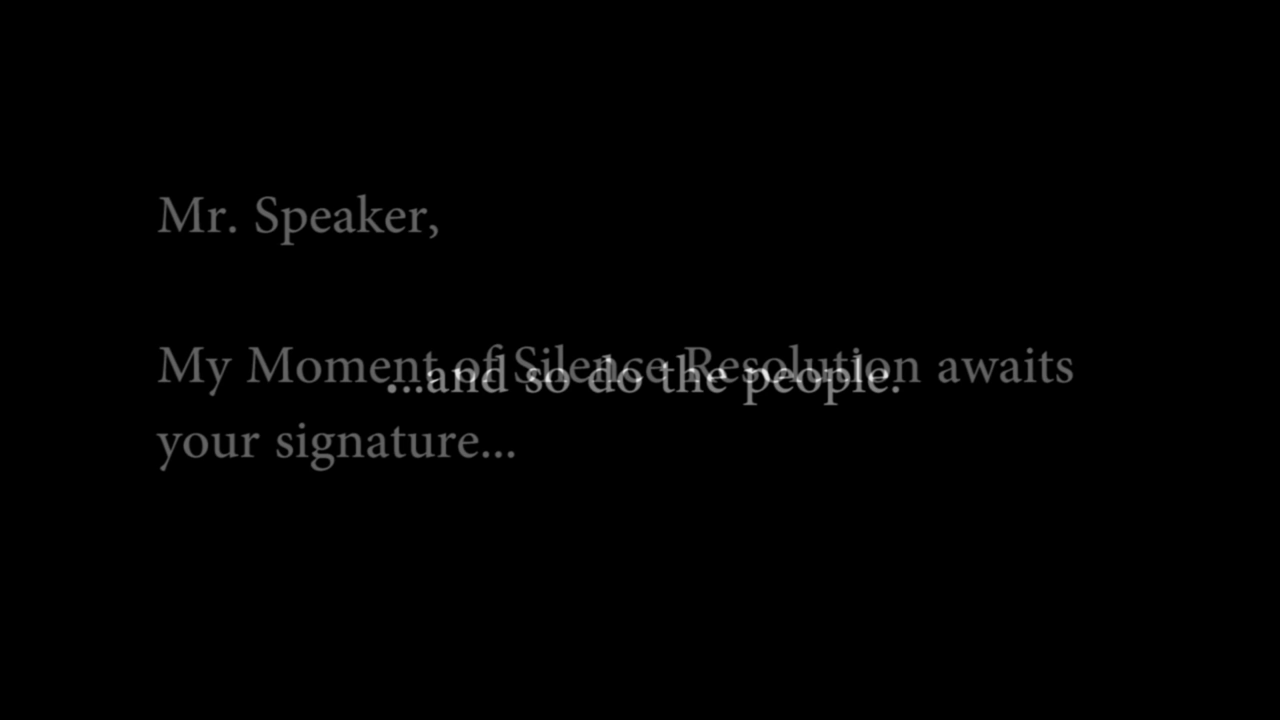 Mr. Speaker,
My Moment of Silence Resolution awaits
...and so do the people.
your signature...